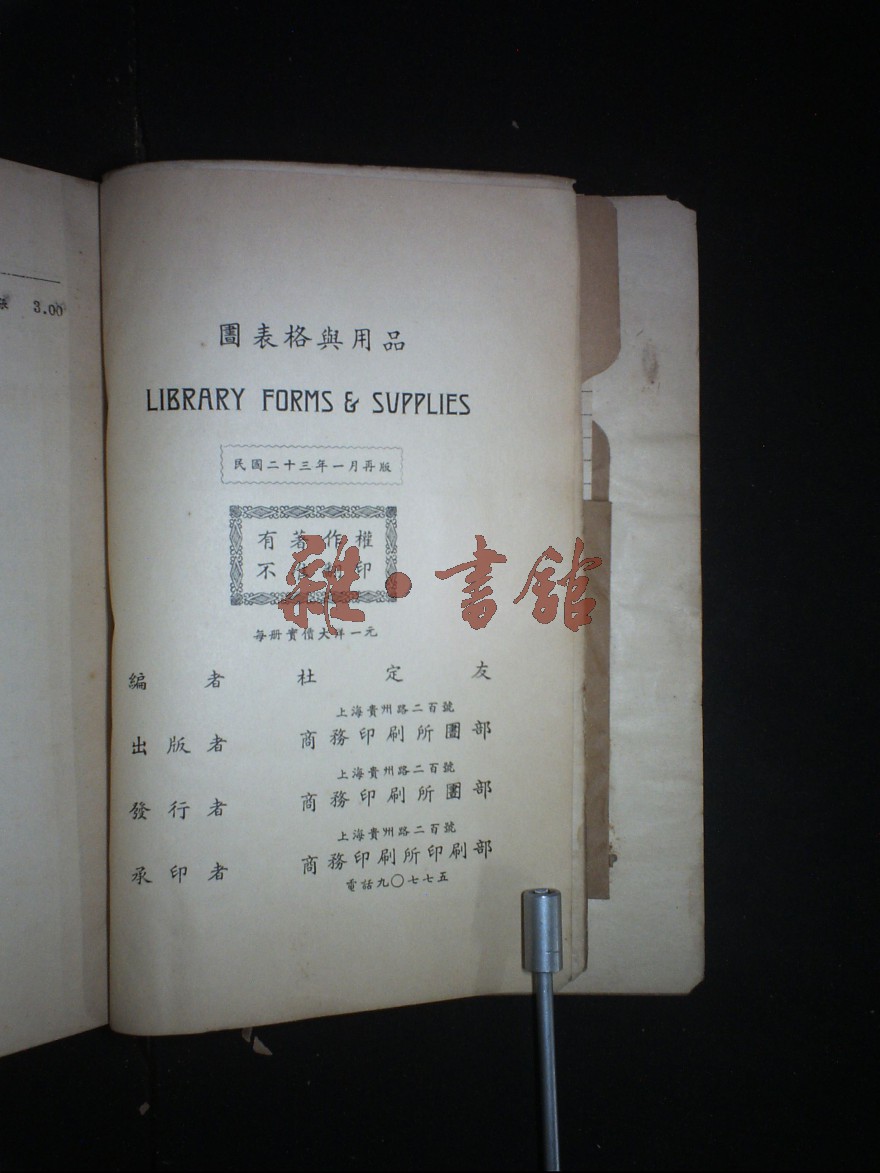 3.00
圕表格與用品
LIBRARY FORMS & SUPPLIES
民國二十三年一月再版
有著作權
不 印
雜·書館
每册實價大洋一元
編者 杜定友
上海貴州路二百號
出版者 商務印刷所圕部
上海貴州路二百號
發行者 商務印刷所圕部
上海貴州路二百號
承印者 商務印刷所印刷部
電話九〇七七五